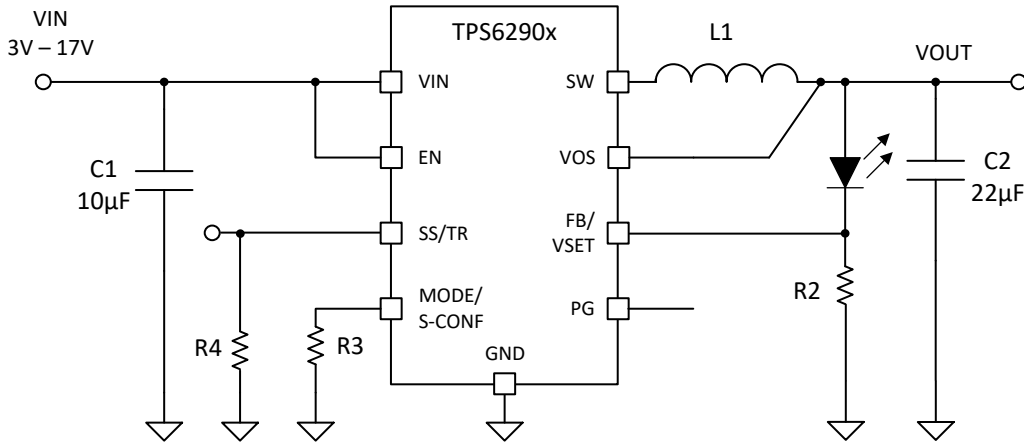 VIN
3V – 17V
TPS6290x
L1
VOUT
VIN
SW
EN
VOS
C1
10µF
C2
22µF
SS/TR
FB/
VSET
MODE/
S-CONF
PG
R2
R4
R3
GND